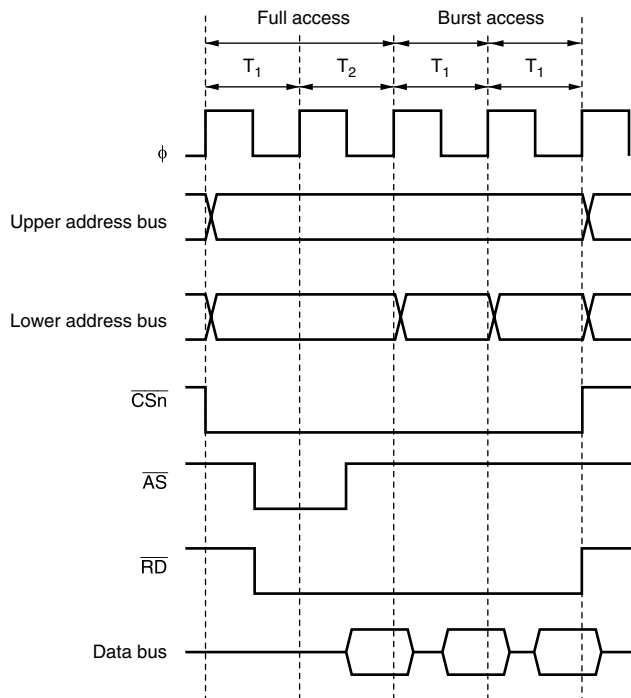 Full access Burst access
T1 T2 T1 T1
ϕ
Upper address bus
Lower address bus
CSn
AS
RD
Data bus